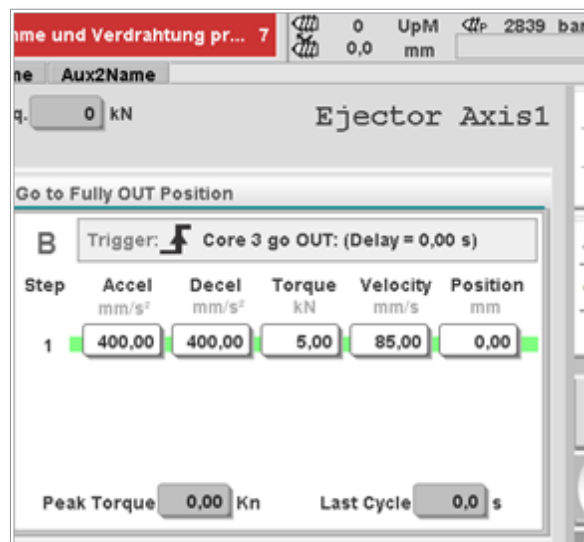 mme und Verdrahtung pr... 7
0 UpM
P 2839 bar
0,0 mm
me Aux2Name
q. 0 kN
Ejector Axis1
Go to Fully OUT Position
B Trigger: Core 3 go OUT: (Delay = 0,00 s)
Step Accel Decel Torque Velocity Position
mm/s² mm/s² kN mm/s mm
1 400,00 400,00 5,00 85,00 0,00
Peak Torque 0,00 Kn Last Cycle 0,0 s